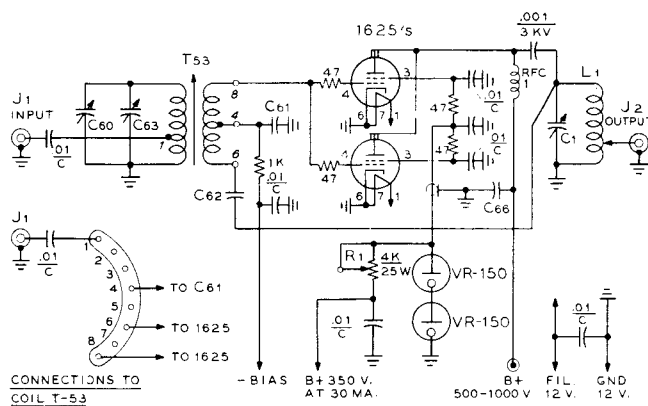 1625's
.001
3 KV
T53
L1
J1
INPUT
C60
C63
.01
C
1
8
4
6
47
4
3
6
7
1
RFC
1
J2
OUTPUT
C1
C61
1K
.01
C
47
.01
C
47
.01
C
47
4
3
6
7
1
C62
C66
J1
.01
C
1
2
3
4
5
6
7
8
TO C61
TO 1625
TO 1625
R1
4K
25W
VR-150
VR-150
.01
C
.01
C
CONNECTIONS TO
COIL T-53
-BIAS
B+ 350 V.
AT 30 MA.
B+
500-1000 V
FIL.
12 V.
GND
12 V.